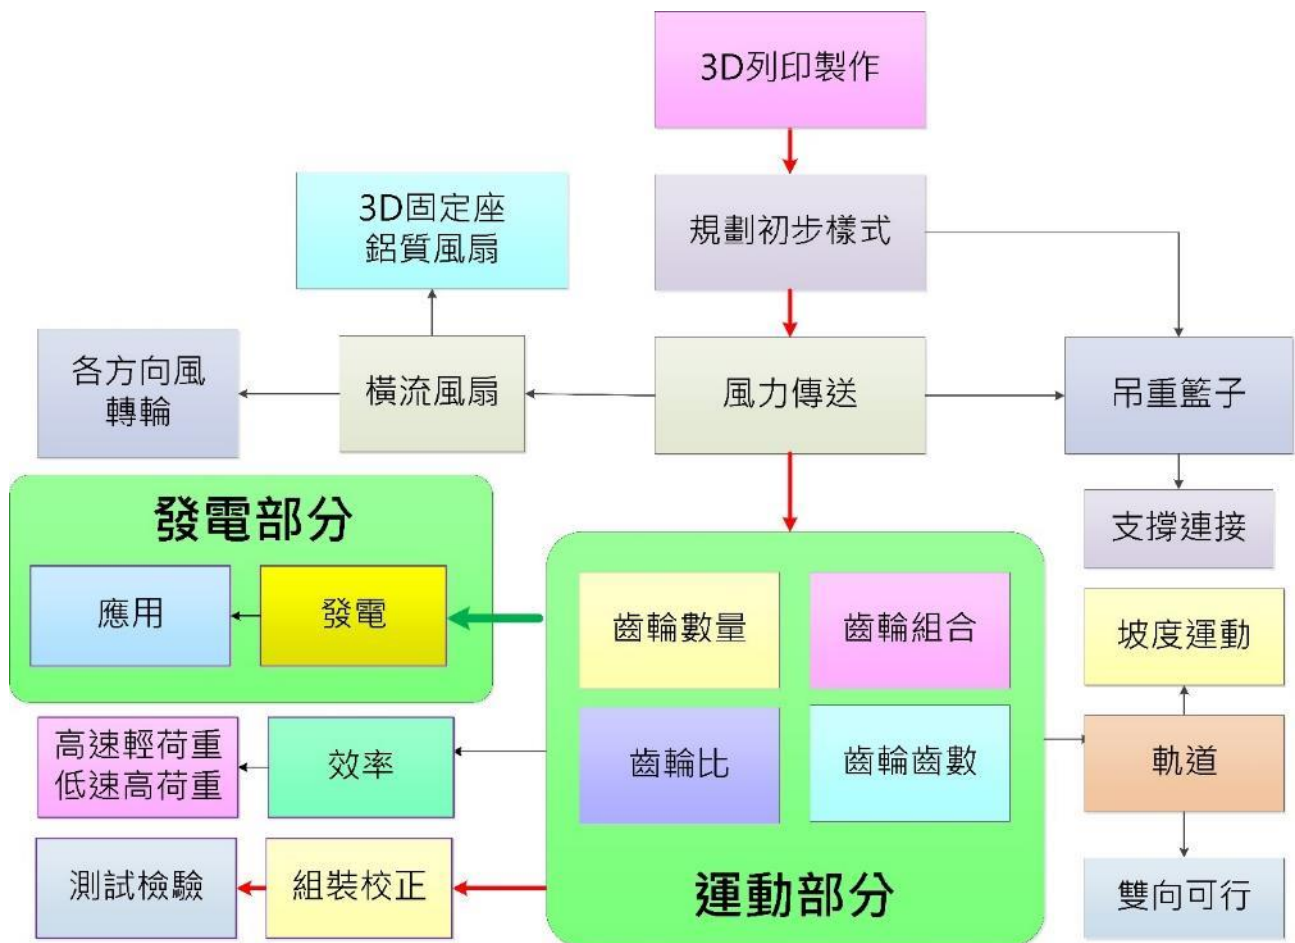 3D列印製作
3D固定座
鋁質風扇
規劃初步樣式
各方向風
轉輪
橫流風扇
風力傳送
吊重籃子
支撐連接
發電部分
應用
發電
齒輪數量
齒輪組合
坡度運動
高速輕荷重
低速高荷重
效率
齒輪比
齒輪齒數
軌道
測試檢驗
組裝校正
運動部分
雙向可行